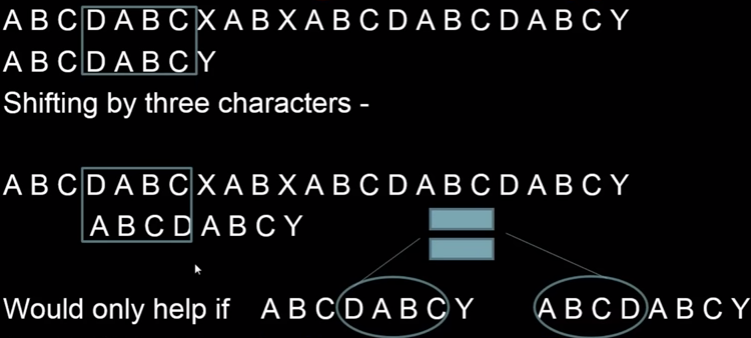 A B C D A B C X A B X A B C D A B C D A B C Y
A B C D A B C Y
Shifting by three characters -
A B C D A B C X A B X A B C D A B C D A B C Y
A B C D A B C Y
Would only help if A B C D A B C Y A B C D A B C Y